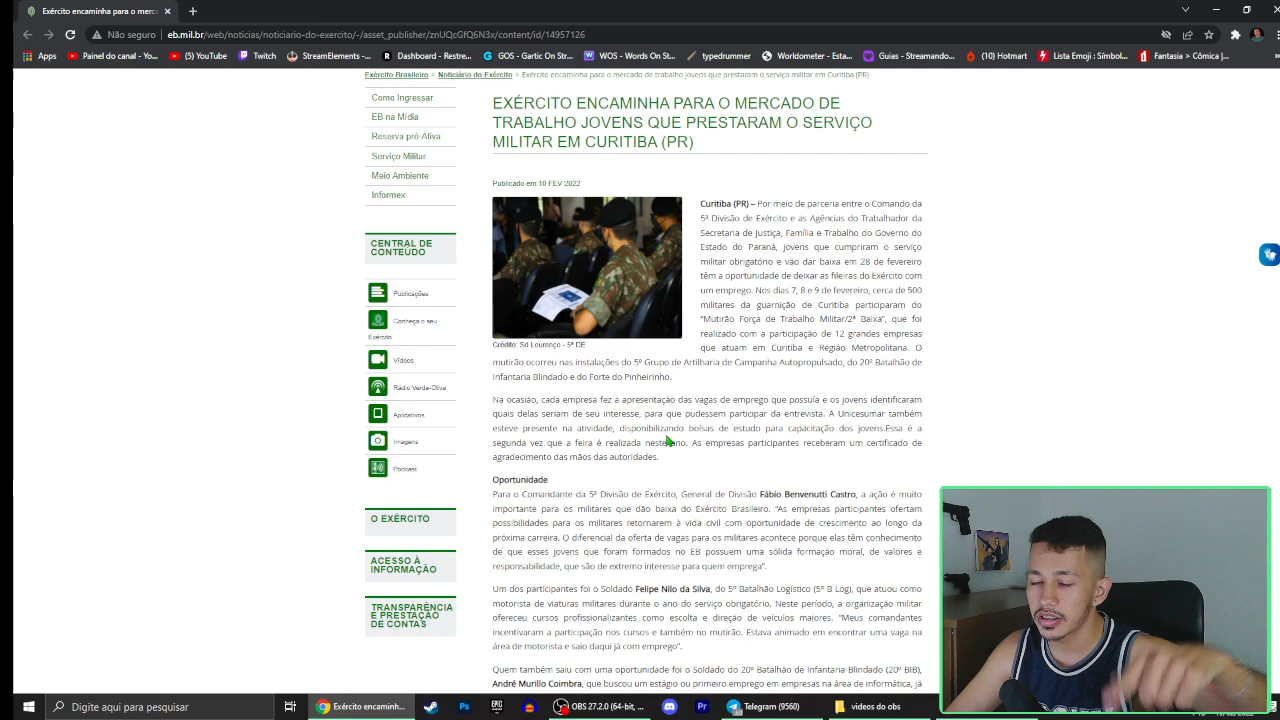 Exército encaminha para o merc
Não seguro
eb.mil.br/web/noticias/noticiario-do-exercito/-/asset_publisher/znUQcGfQ6N3x/content/id/14957126
Apps
Painel do canal - Yo...
Painel do canal - Yo...
Twitch
StreamElements - ...
Dashboard - Restre...
GOS - Gartic On St...
WOS - Words On St...
typedrummer
Worldometer - real...
Guias - Streamando...
(10) Hotmart
Lista Emoji : Símbol...
Fantasia > Cômica |...
Exército Brasileiro > Noticiário do Exército > Exército encaminha para o mercado de trabalho jovens que prestaram o serviço militar em Curitiba (PR)
Como Ingressar
EB na Mídia
Reserva pró-Ativa
Serviço Militar
Meio Ambiente
Informex
CENTRAL DE
CONTEÚDO
Publicações
Conheça o seu
Exército
Vídeos
Rádio Verde-Oliva
Aplicativos
Imagens
Podcast
O EXÉRCITO
ACESSO À
INFORMAÇÃO
TRANSPARÊNCIA
E PRESTAÇÃO
DE CONTAS
EXÉRCITO ENCAMINHA PARA O MERCADO DE
TRABALHO JOVENS QUE PRESTARAM O SERVIÇO
MILITAR EM CURITIBA (PR)
Publicado em:10 FEV 2022
Crédito: Sd Lourenço - 5ª DE
Curitiba (PR) – Por meio de parceria entre o Comando da
5ª Divisão de Exército e as Agências do Trabalhador da
Secretaria de Justiça, Família e Trabalho do Governo do
Estado do Paraná, jovens que cumpriram o serviço
militar obrigatório e vão dar baixa em 28 de fevereiro
têm a oportunidade de deixar as fileiras do Exército com
um emprego. Nos dias 7, 8 e 9 de fevereiro, cerca de 500
militares da guarnição de Curitiba participaram do
“Mutirão Força de Trabalho Militar/2ª Baixa”, que foi
realizado com a participação de 12 grandes empresas
que atuam em Curitiba e Região Metropolitana. O
mutirão ocorreu nas instalações do 5º Grupo de Artilharia de Campanha Autopropulsado, do 20º Batalhão de
Infantaria Blindado e do Forte do Pinheirinho.
Na ocasião, cada empresa fez a apresentação das vagas de emprego que possuía e os jovens identificaram
quais delas seriam de seu interesse, para que pudessem participar da entrevista. A Unicesumar também
esteve presente na atividade, disponibilizando bolsas de estudo para capacitação dos jovens.Essa é a
segunda vez que a feira é realizada neste ano. As empresas participantes receberam um certificado de
agradecimento das mãos das autoridades.
Oportunidade
Para o Comandante da 5ª Divisão de Exército, General de Divisão Fábio Benvenutti Castro, a ação é muito
importante para os militares que dão baixa do Exército Brasileiro. “As empresas participantes ofertam
possibilidades para os militares retornarem à vida civil com oportunidade de crescimento ao longo da
próxima carreira. O diferencial da oferta de vagas para os militares acontece porque elas têm conhecimento
de que esses jovens que foram formados no EB possuem uma sólida formação moral, de valores e
responsabilidade, que são de extremo interesse para quem emprega”.
Um dos participantes foi o Soldado Felipe Nilo da Silva, do 5º Batalhão Logístico (5º B Log), que atuou como
motorista de viaturas militares durante o ano do serviço obrigatório. Neste período, a organização militar
ofereceu cursos profissionalizantes como escolta e direção de veículos maiores. “Meus comandantes
incentivaram a participação nos cursos e também no mutirão. Estava animado em encontrar uma vaga na
área de motorista e saio daqui já com emprego”.
Quem também saiu com uma oportunidade foi o Soldado do 20º Batalhão de Infantaria Blindado (20º BIB),
André Murillo Coimbra, que buscou um estágio ou primeiro emprego em empresas na área de informática, já
Pesquisar
Exército encaminh...
Ps
EPIC
OBS 27.2.0 (64-bit, ...
Pr
Telegram (9560)
videos do obs